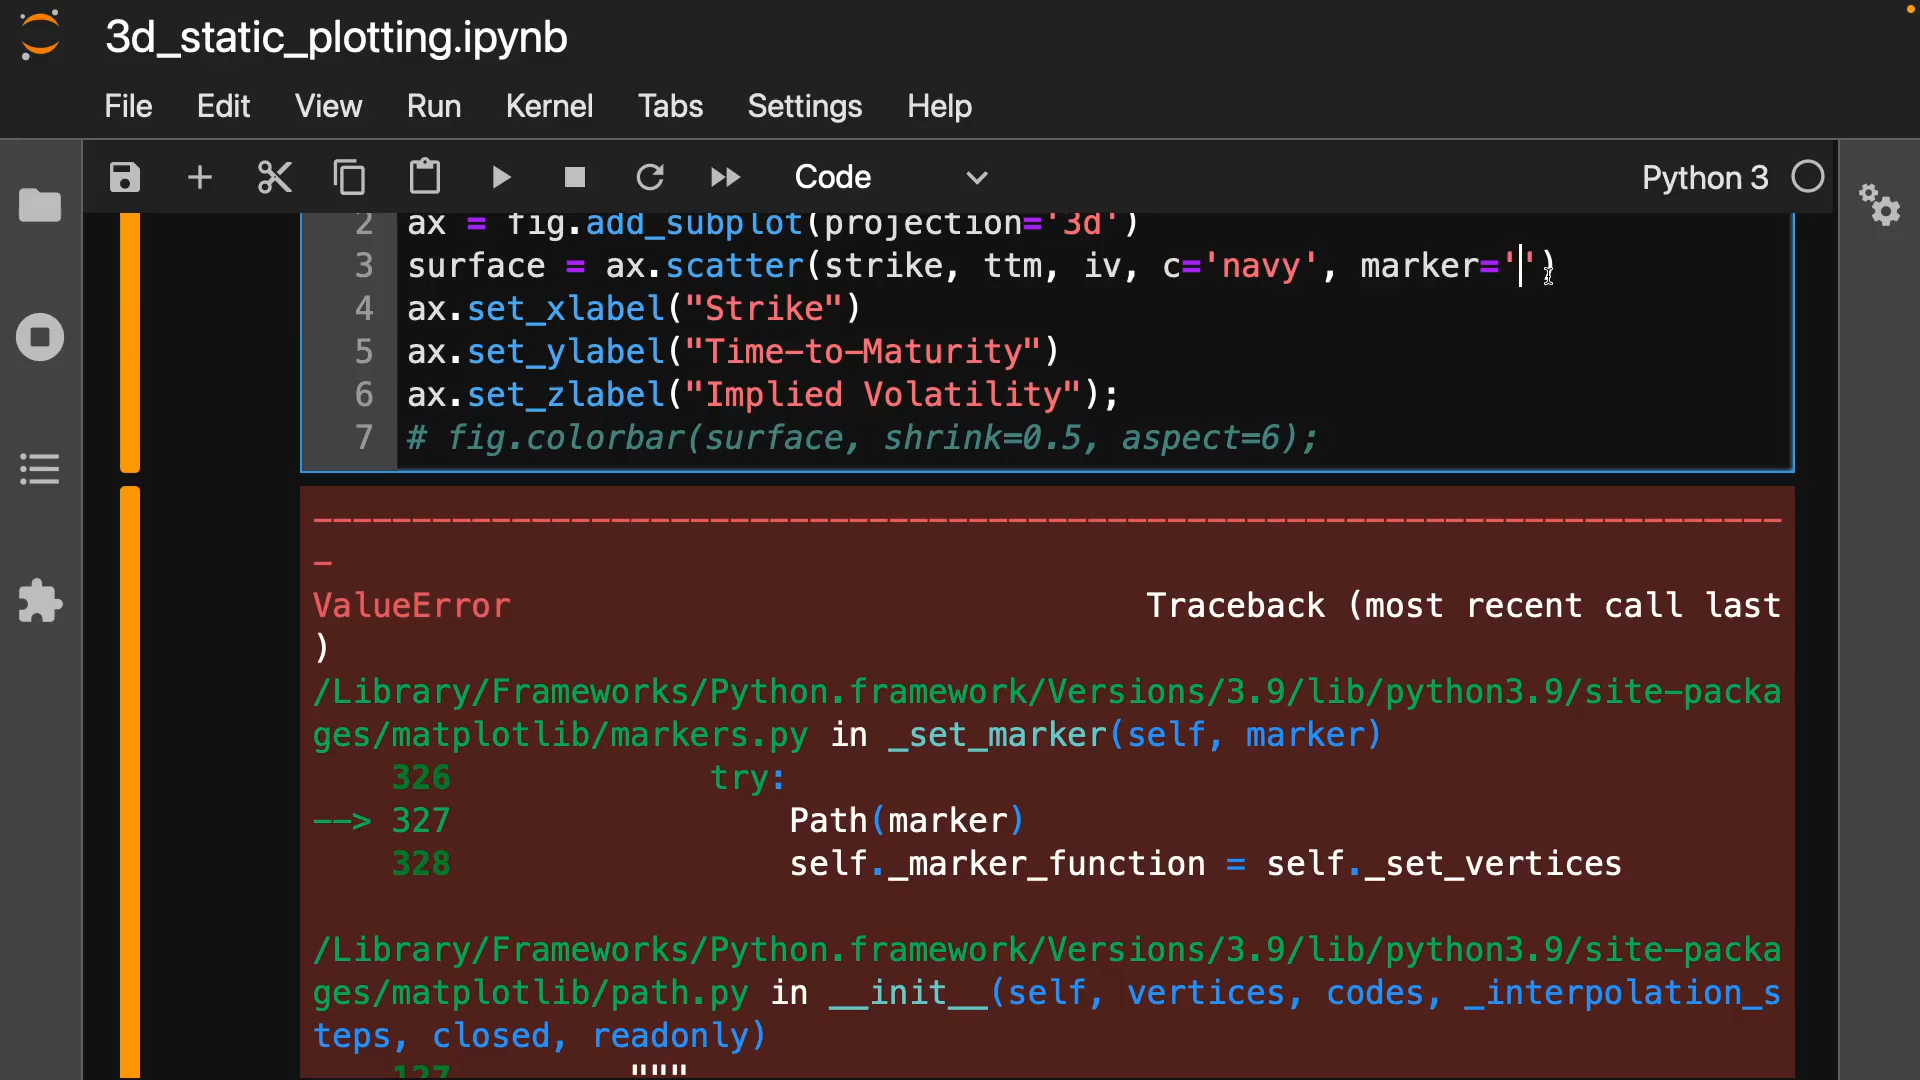 3d_static_plotting.ipynb
File Edit View Run Kernel Tabs Settings Help
Code Python 3
2 ax = fig.add_subplot(projection='3d')
3 surface = ax.scatter(strike, ttm, iv, c='navy', marker='')
4 ax.set_xlabel("Strike")
5 ax.set_ylabel("Time-to-Maturity")
6 ax.set_zlabel("Implied Volatility");
7 # fig.colorbar(surface, shrink=0.5, aspect=6);
---------------------------------------------------------------------------
-
ValueError Traceback (most recent call last
)
/Library/Frameworks/Python.framework/Versions/3.9/lib/python3.9/site-packa
ges/matplotlib/markers.py in _set_marker(self, marker)
326 try:
--> 327 Path(marker)
328 self._marker_function = self._set_vertices
/Library/Frameworks/Python.framework/Versions/3.9/lib/python3.9/site-packa
ges/matplotlib/path.py in __init__(self, vertices, codes, _interpolation_s
teps, closed, readonly)
127 """